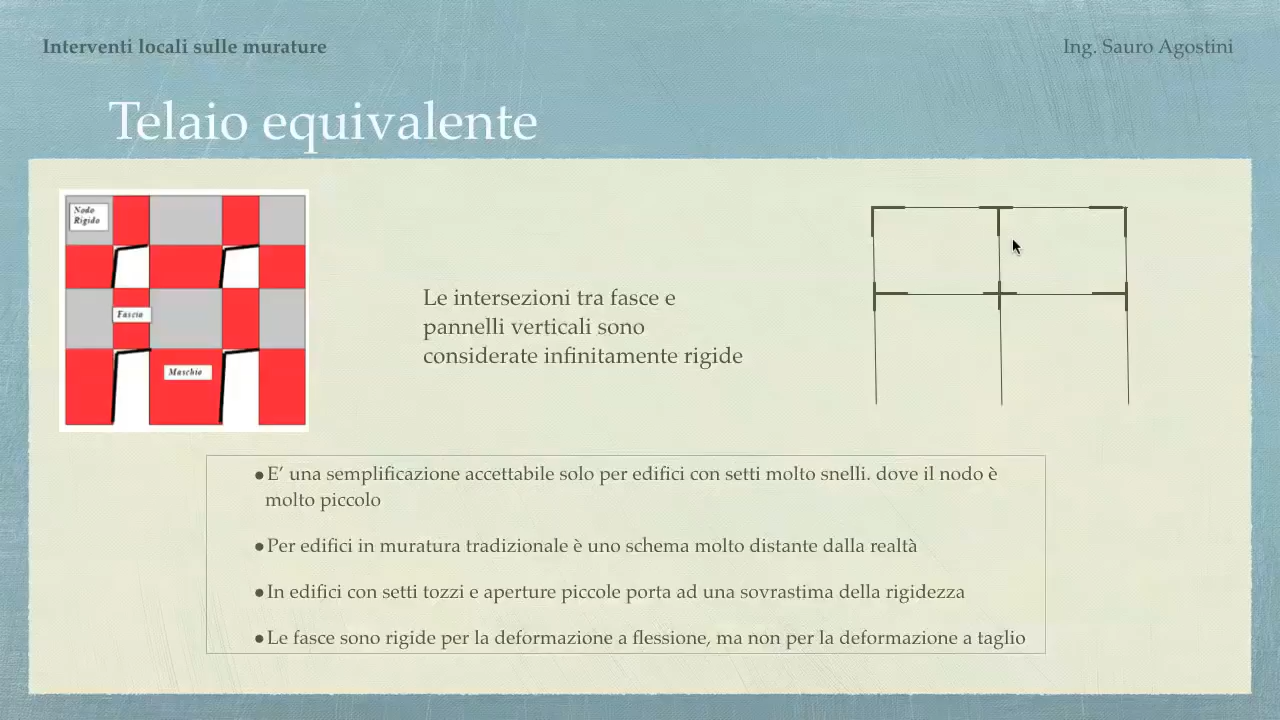 Interventi locali sulle murature
Ing. Sauro Agostini
Telaio equivalente
Nodo
Rigido
Fascia
Maschio
Le intersezioni tra fasce e
pannelli verticali sono
considerate infinitamente rigide
●E’ una semplificazione accettabile solo per edifici con setti molto snelli. dove il nodo è
molto piccolo
●Per edifici in muratura tradizionale è uno schema molto distante dalla realtà
●In edifici con setti tozzi e aperture piccole porta ad una sovrastima della rigidezza
●Le fasce sono rigide per la deformazione a flessione, ma non per la deformazione a taglio